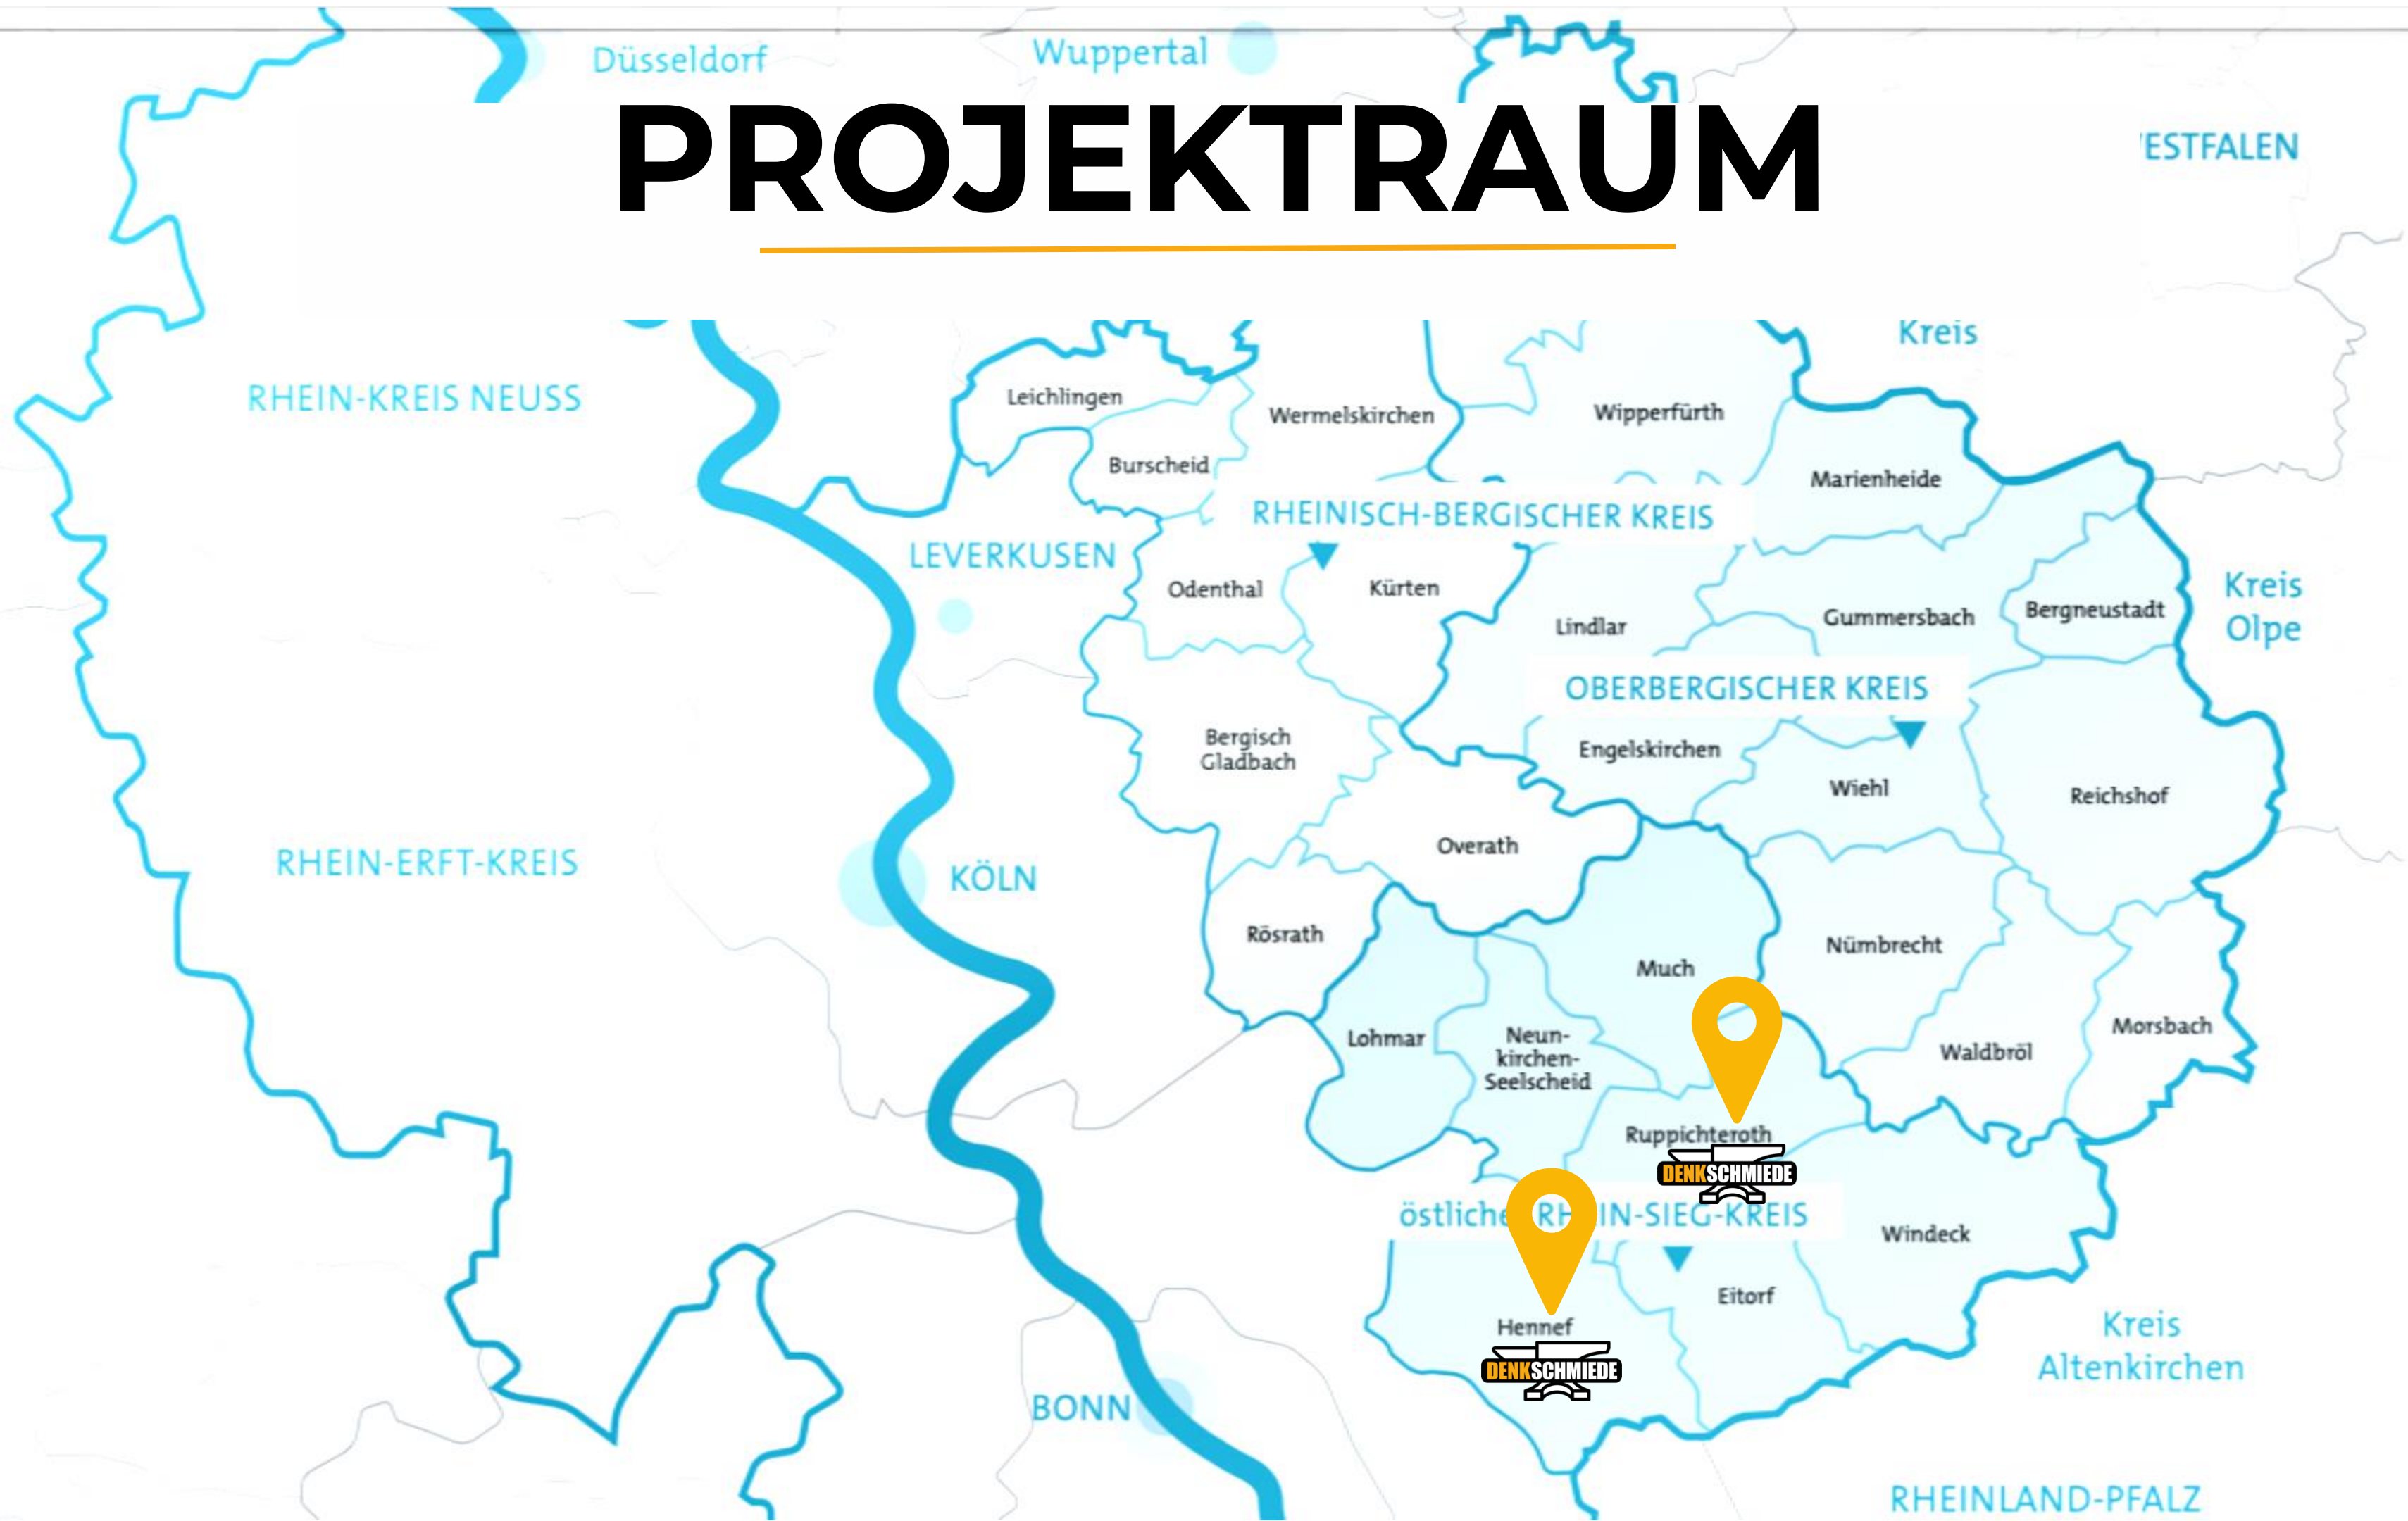 Düsseldorf
Wuppertal
PROJEKTRAUM
ESTFALEN
Kreis
RHEIN-KREIS NEUSS
Leichlingen
Wermelskirchen
Wipperfürth
Burscheid
Marienheide
RHEINISCH-BERGISCHER KREIS
LEVERKUSEN
Odenthal
Kürten
Lindlar
Gummersbach
Bergneustadt
Kreis
Olpe
OBERBERGISCHER KREIS
Bergisch
Gladbach
Engelskirchen
Wiehl
Reichshof
Overath
RHEIN-ERFT-KREIS
KÖLN
Rösrath
Much
Nümbrecht
Lohmar
Neun-
kirchen-
Seelscheid
Waldbröl
Morsbach
Ruppichteroth
DENKSCHMIEDE
östliche RH IN-SIEG-KREIS
Windeck
Eitorf
Hennef
DENKSCHMIEDE
Kreis
Altenkirchen
BONN
RHEINLAND-PFALZ